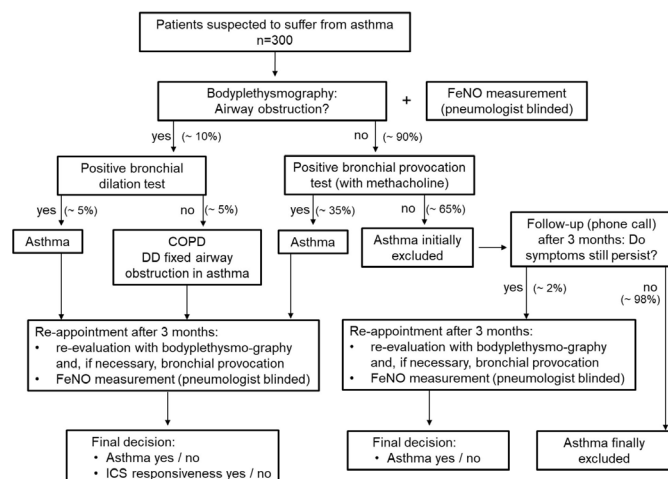 Patients suspected to suffer from asthma
n=300
Bodyplethysmography:
Airway obstruction?
+
FeNO measurement
(pneumologist blinded)
yes (~ 10%)
no (~ 90%)
Positive bronchial
dilation test
Positive bronchial provocation
test (with methacholine)
yes (~ 5%)
no (~ 5%)
yes (~ 35%)
no (~ 65%)
Asthma
COPD
DD fixed airway
obstruction in asthma
Asthma
Asthma initially
excluded
Follow-up (phone call)
after 3 months: Do
symptoms still persist?
yes (~ 2%)
no
(~ 98%)
Re-appointment after 3 months:
• re-evaluation with bodyplethysmo-graphy
and, if necessary, bronchial provocation
• FeNO measurement (pneumologist blinded)
Re-appointment after 3 months:
• re-evaluation with bodyplethysmo-graphy
and, if necessary, bronchial provocation
• FeNO measurement (pneumologist blinded)
Final decision:
• Asthma yes / no
• ICS responsiveness yes / no
Final decision:
• Asthma yes / no
Asthma finally
excluded